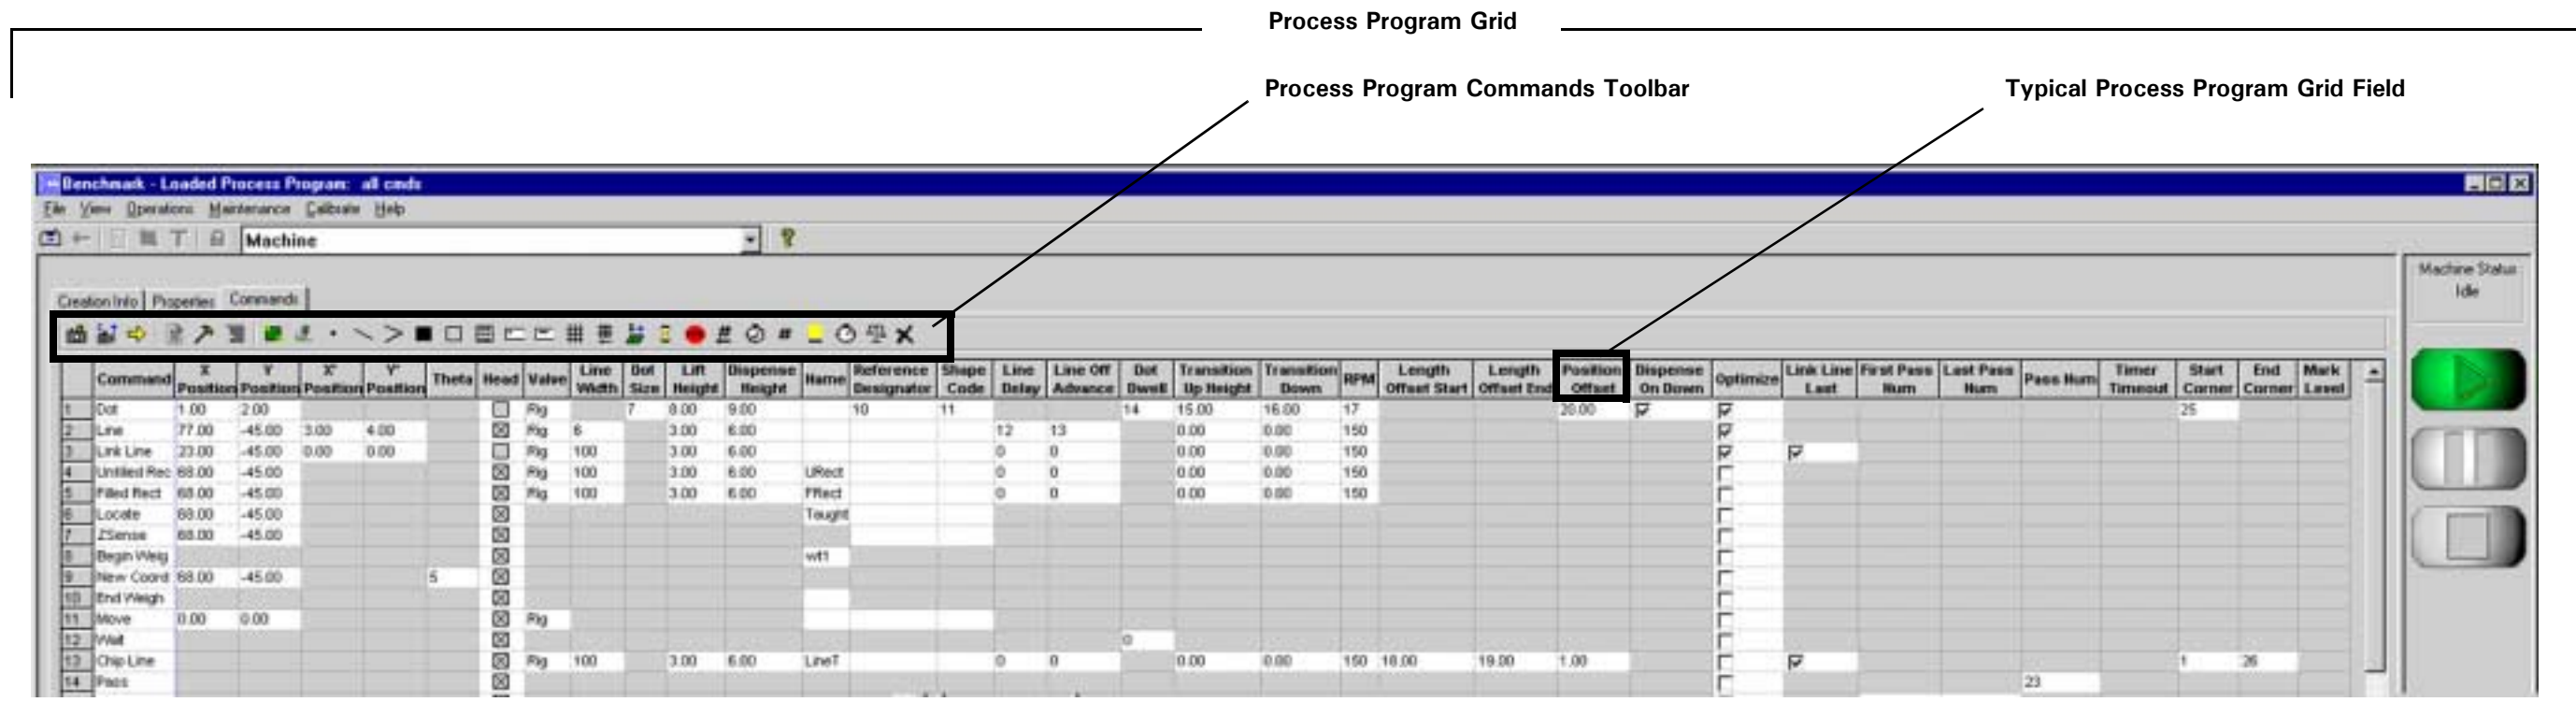 Process Program Grid
Process Program Commands Toolbar
Typical Process Program Grid Field
Benchmark - Loaded Process Program: all cmds
File View Operations Maintenance Calibrate Help
Machine
Machine Status
Idle
Creation Info Properties Commands
Command X Position Y Position X' Position Y' Position Theta Head Valve Line Width Dot Size Lift Height Dispense Height Name Reference Designator Shape Code Line Delay Line Off Advance Dot Dwell Transition Up Height Transition Down RPM Length Offset Start Length Offset End Position Offset Dispense On Down Optimize Link Line Last First Pass Num Last Pass Num Pass Num Timer Timeout Start Corner End Corner Mark Level
1 Dot 1.00 2.00 Rig 7 8.00 9.00 10 11 14 15.00 16.00 17 20.00 25
2 Line 77.00 -45.00 3.00 4.00 Rig 6 3.00 6.00 12 13 0.00 0.00 150
3 Link Line 23.00 -45.00 0.00 0.00 Rig 100 3.00 6.00 0 0 0.00 0.00 150
4 Unfilled Rec 68.00 -45.00 Rig 100 3.00 6.00 URect 0 0 0.00 0.00 150
5 Filled Rect 68.00 -45.00 Rig 100 3.00 6.00 FRect 0 0 0.00 0.00 150
6 Locate 68.00 -45.00 Taught
7 ZSense 68.00 -45.00
8 Begin Weig wt1
9 New Coord 68.00 -45.00 5
10 End Weigh
11 Move 0.00 0.00 Rig
12 Wait 0
13 Chip Line Rig 100 3.00 6.00 LineT 0 0 0.00 0.00 150 18.00 19.00 1.00 1 26
14 Pass 23